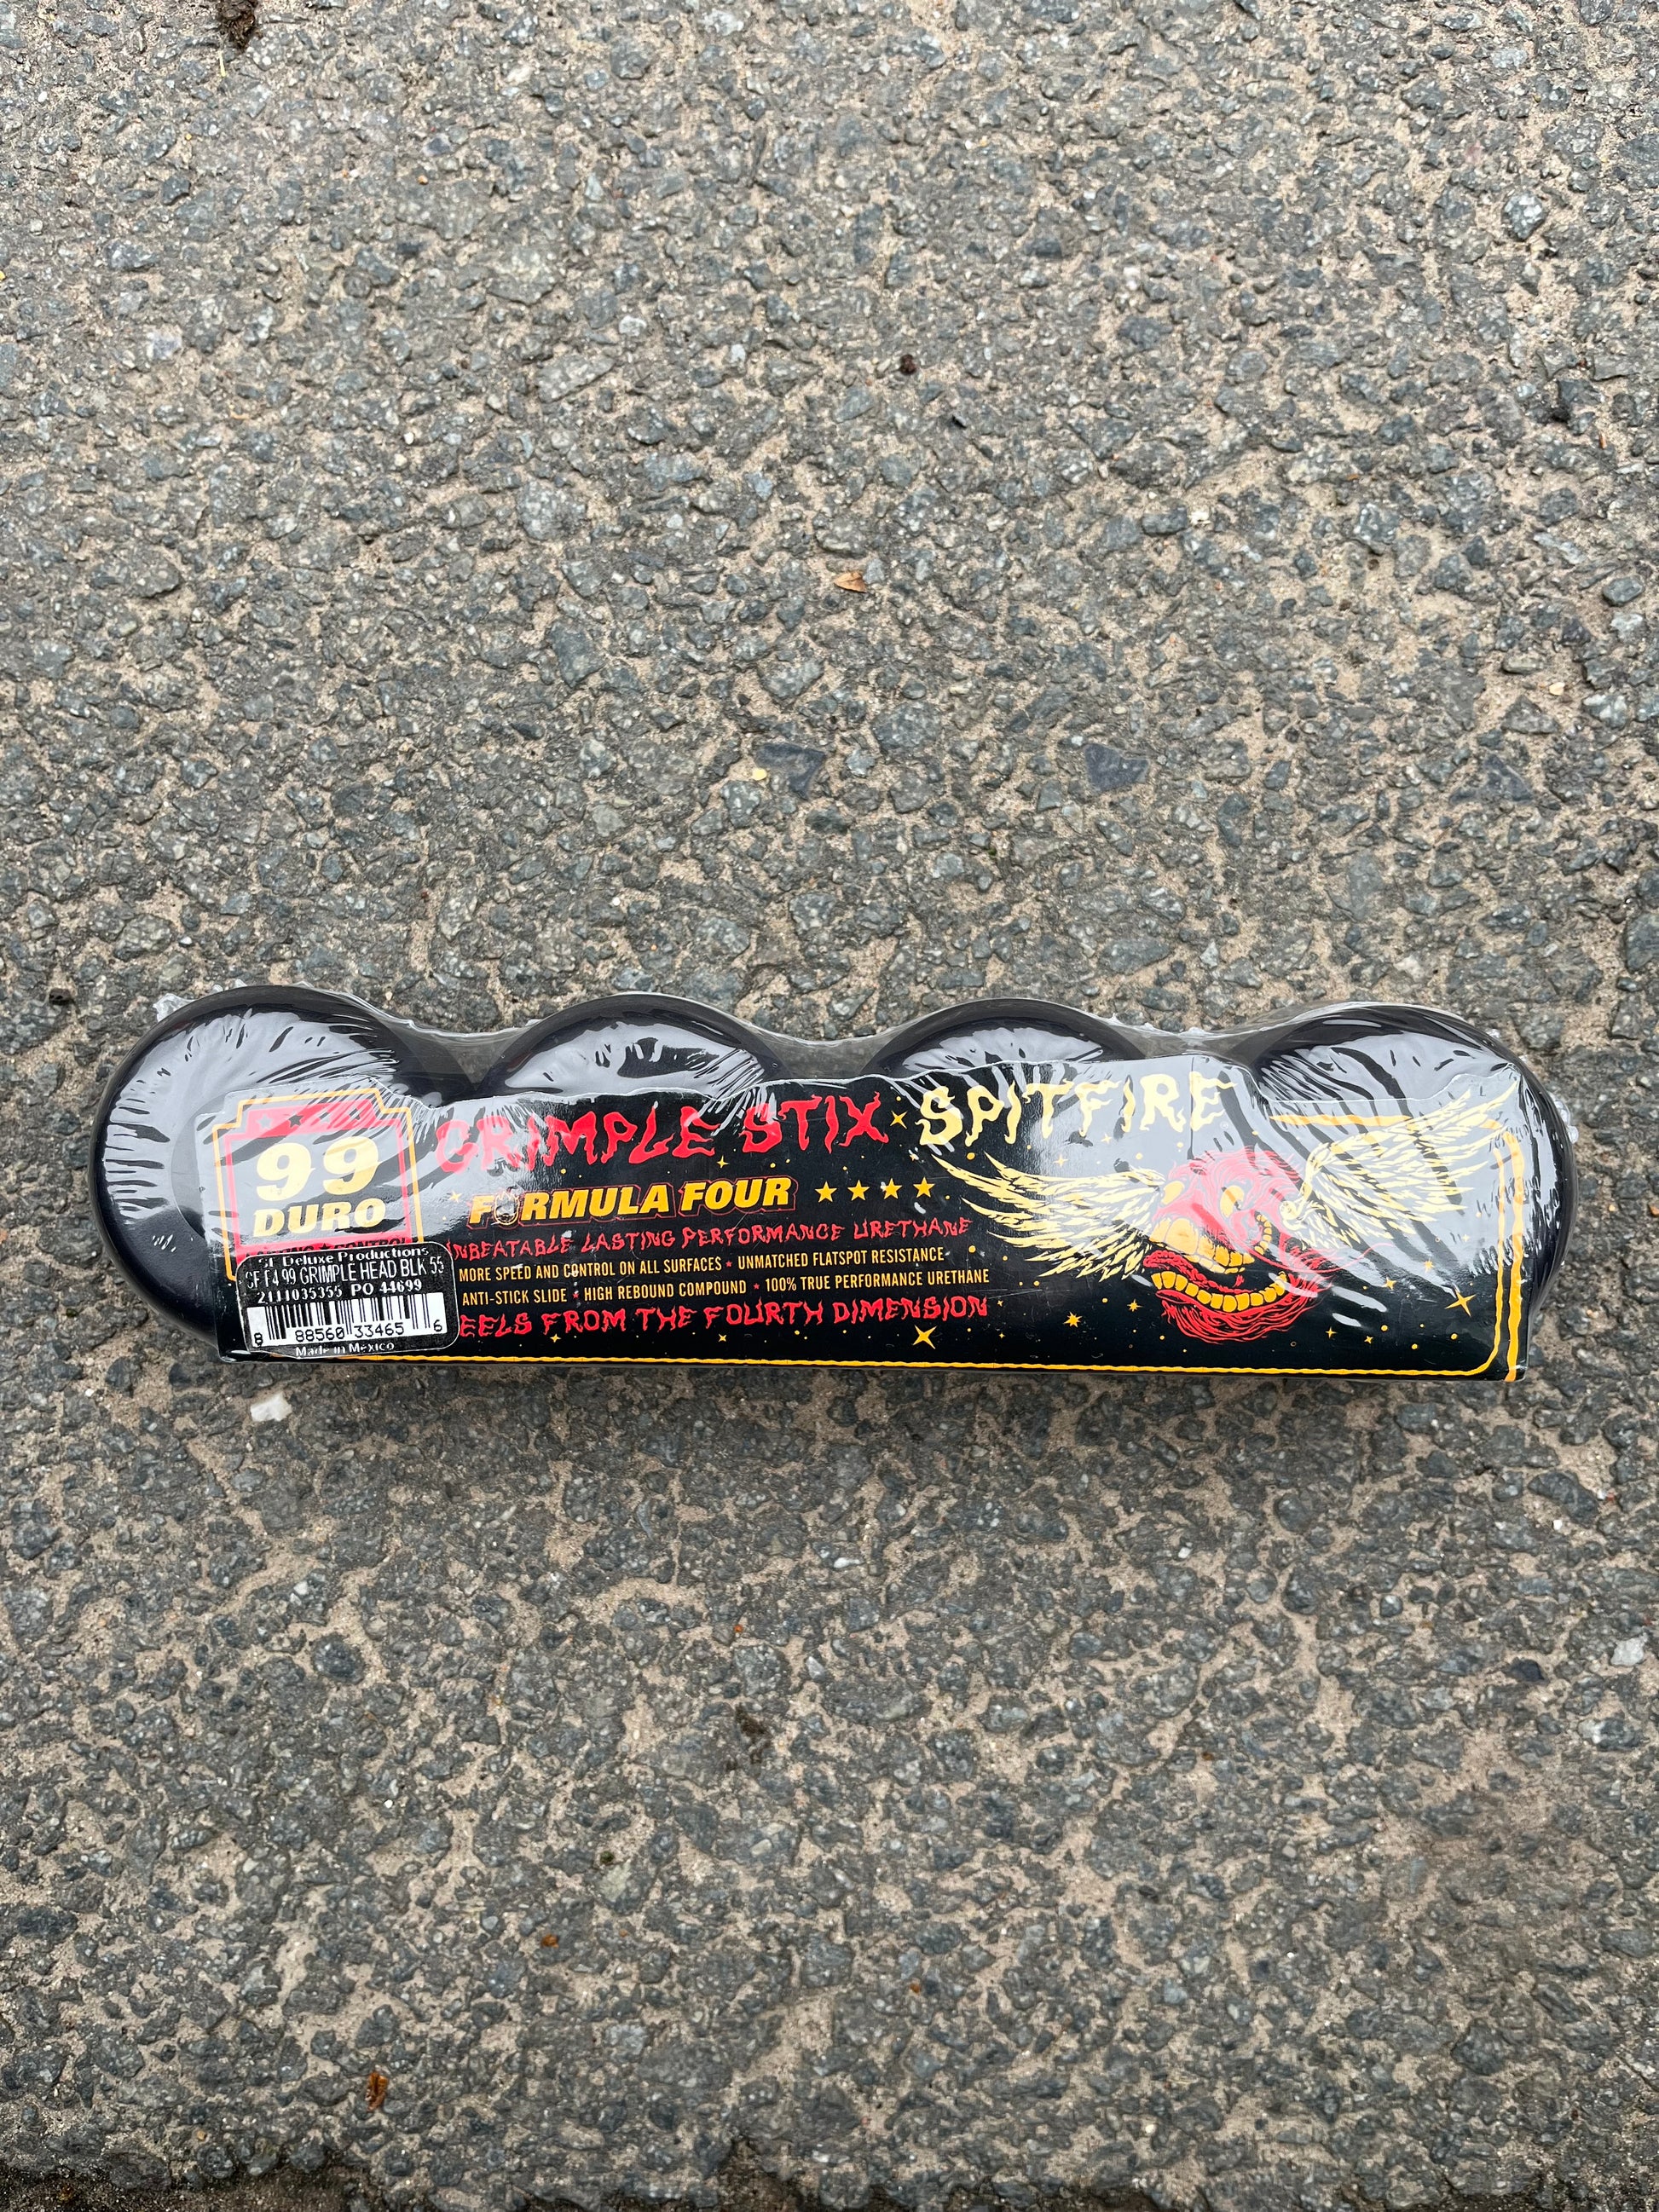 GRIMPLE STIX SPITFIRE
99
DURO
FORMULA FOUR
UNBEATABLE LASTING PERFORMANCE URETHANE
MORE SPEED AND CONTROL ON ALL SURFACES ★ UNMATCHED FLATSPOT RESISTANCE
ANTI-STICK SLIDE ★ HIGH REBOUND COMPOUND ★ 100% TRUE PERFORMANCE URETHANE
EELS FROM THE FOURTH DIMENSION
SF Deluxe Productions
SF F4 99 GRIMPLE HEAD BLK 55
2111035355 PO 44699
8 88560 33465 6
Made in Mexico